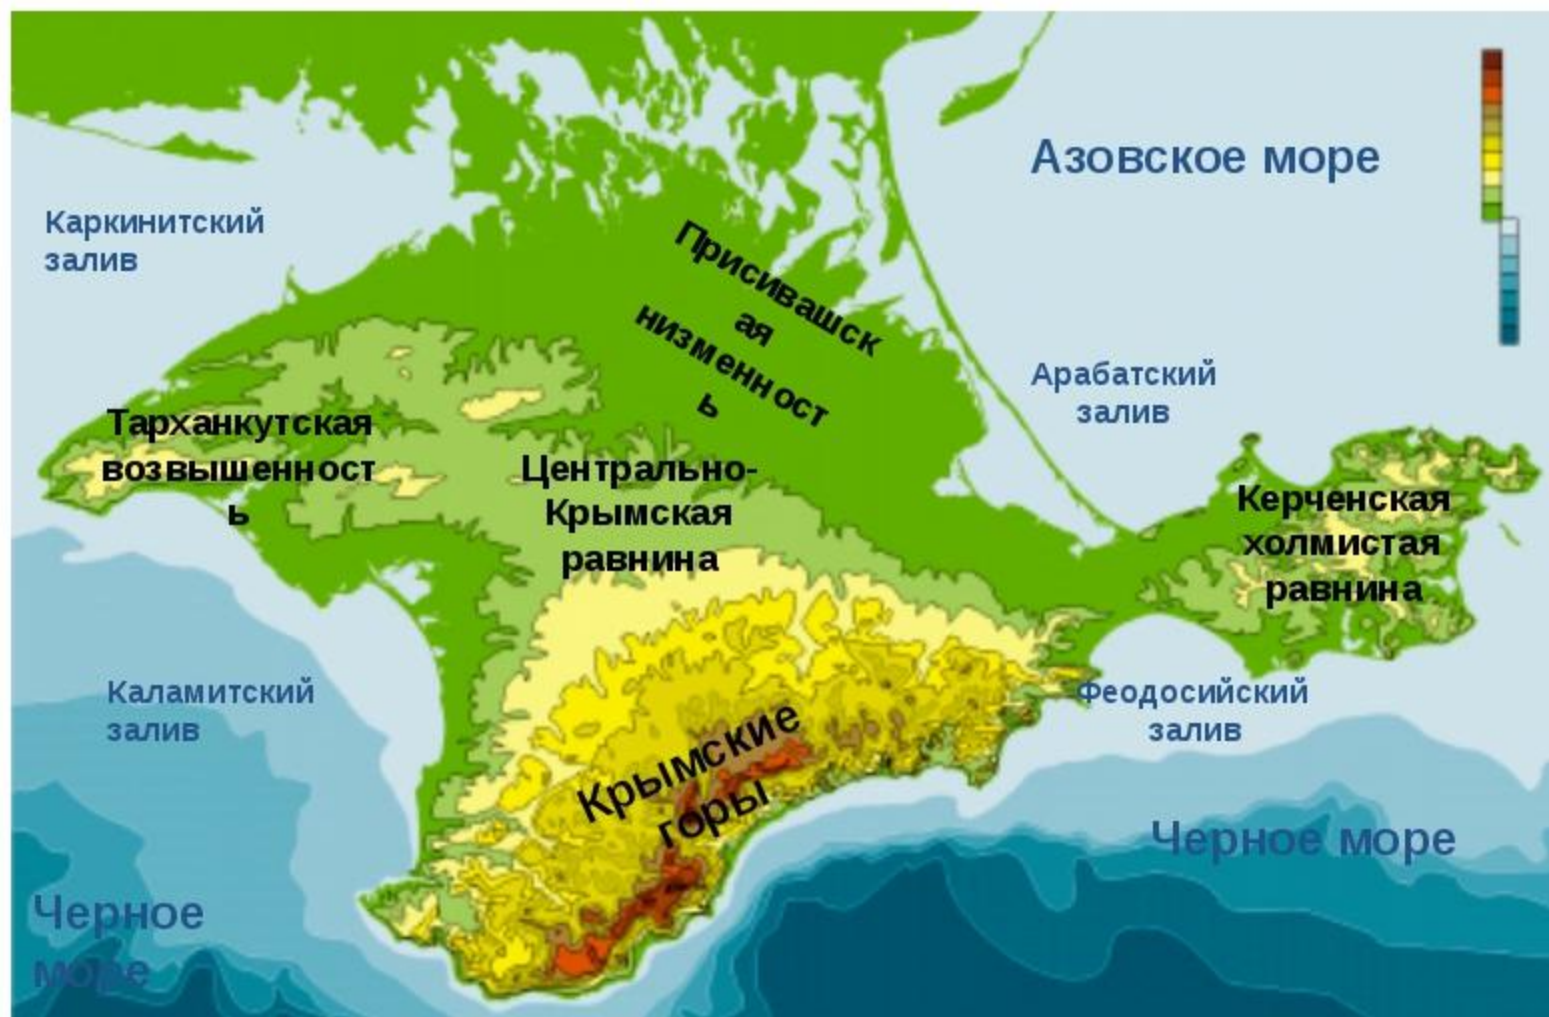 Азовское море
Каркинитский
залив
Присивашск
ая
низменност
ь
Арабатский
залив
Тарханкутская
возвышенност
ь
Центрально-
Крымская
равнина
Керченская
холмистая
равнина
Каламитский
залив
Феодосийский
залив
Крымские
горы
Черное море
Черное
море